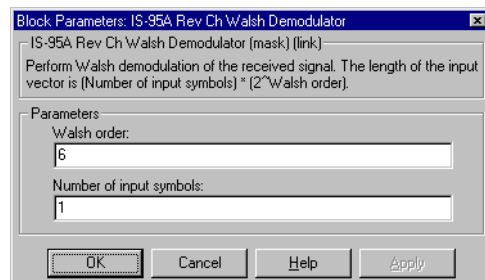 Block Parameters: IS-95A Rev Ch Walsh Demodulator
IS-95A Rev Ch Walsh Demodulator (mask) (link)
Perform Walsh demodulation of the received signal. The length of the input
vector is (Number of input symbols) * (2^Walsh order).
Parameters
Walsh order:
6
Number of input symbols:
1
OK Cancel Help Apply